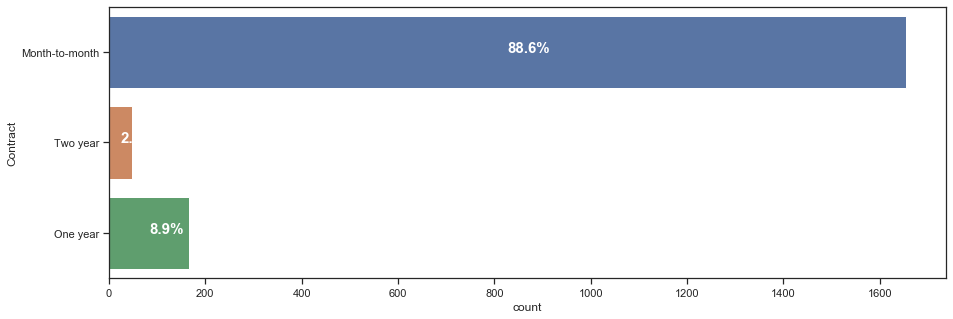 Month-to-month
88.6%
Two year
2.
One year
8.9%
Contract
0 200 400 600 800 1000 1200 1400 1600
count